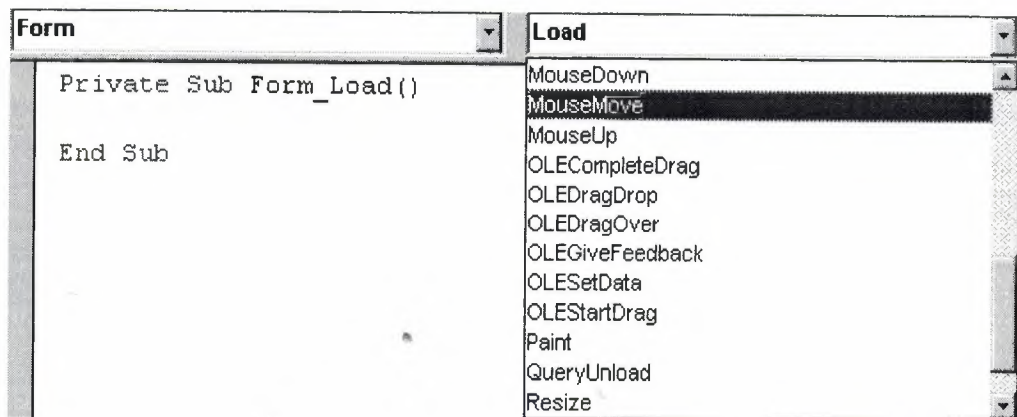 Form
Load
Private Sub Form_Load()
End Sub
MouseDown
MouseMove
MouseUp
OLECompleteDrag
OLEDragDrop
OLEDragOver
OLEGiveFeedback
OLESetData
OLEStartDrag
Paint
QueryUnload
Resize